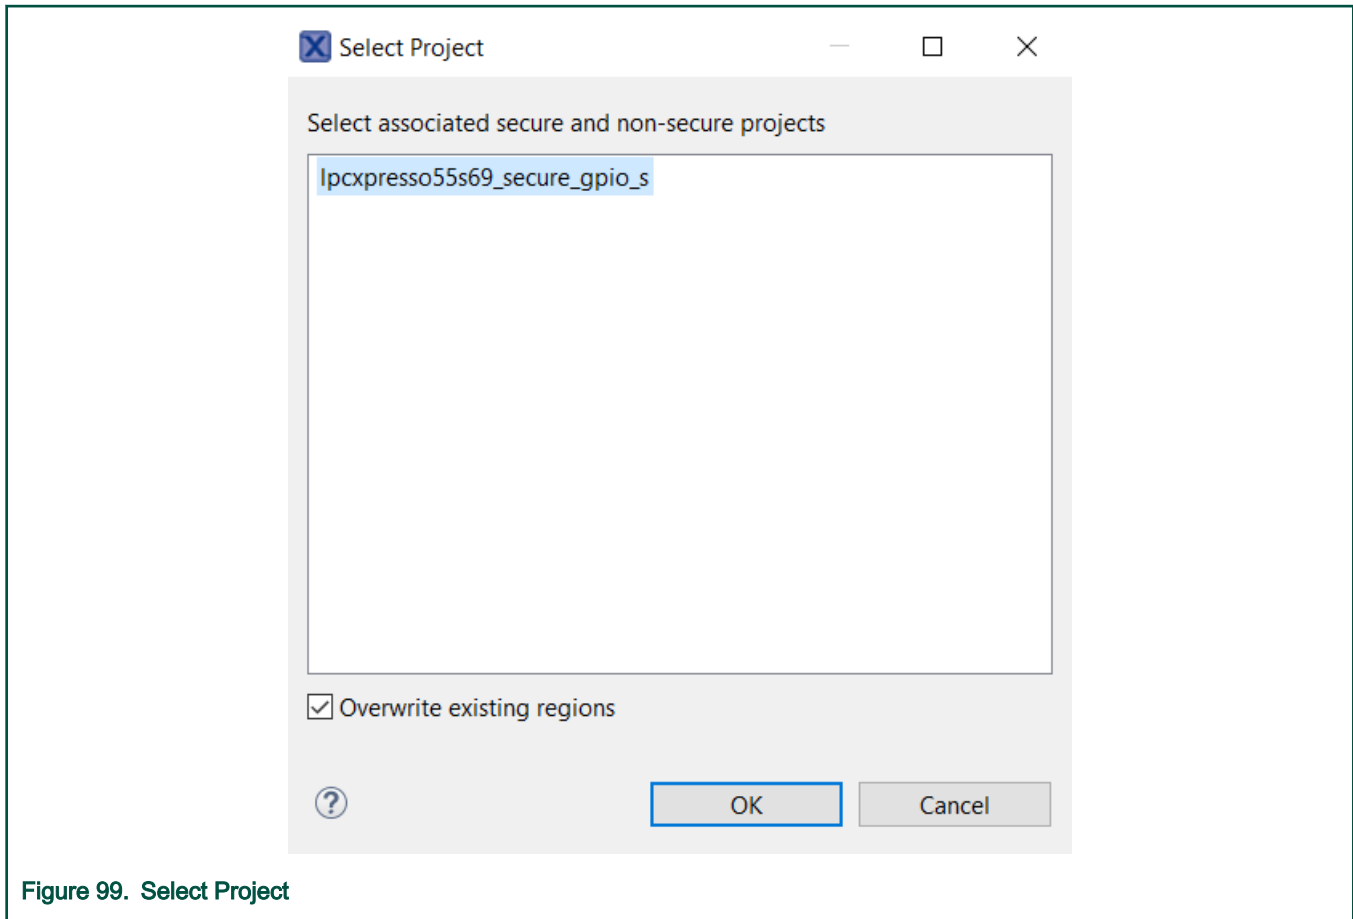 Select Project
Select associated secure and non-secure projects
lpcxpresso55s69_secure_gpio_s
Overwrite existing regions
?
OK
Cancel
Figure 99. Select Project